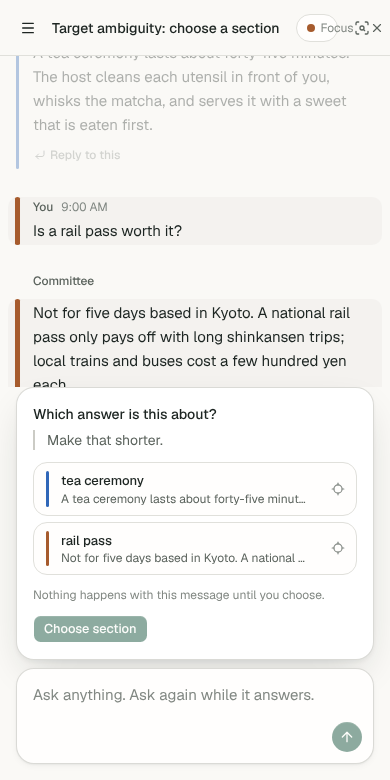 Target ambiguity: choose a section
Focus
A tea ceremony lasts about forty-five minutes.
The host cleans each utensil in front of you,
whisks the matcha, and serves it with a sweet
that is eaten first.
Reply to this
You 9:00 AM
Is a rail pass worth it?
Committee
Not for five days based in Kyoto. A national rail
pass only pays off with long shinkansen trips;
local trains and buses cost a few hundred yen
each.
Which answer is this about?
Make that shorter.
tea ceremony
A tea ceremony lasts about forty-five minut...
rail pass
Not for five days based in Kyoto. A national ...
Nothing happens with this message until you choose.
Choose section
Ask anything. Ask again while it answers.